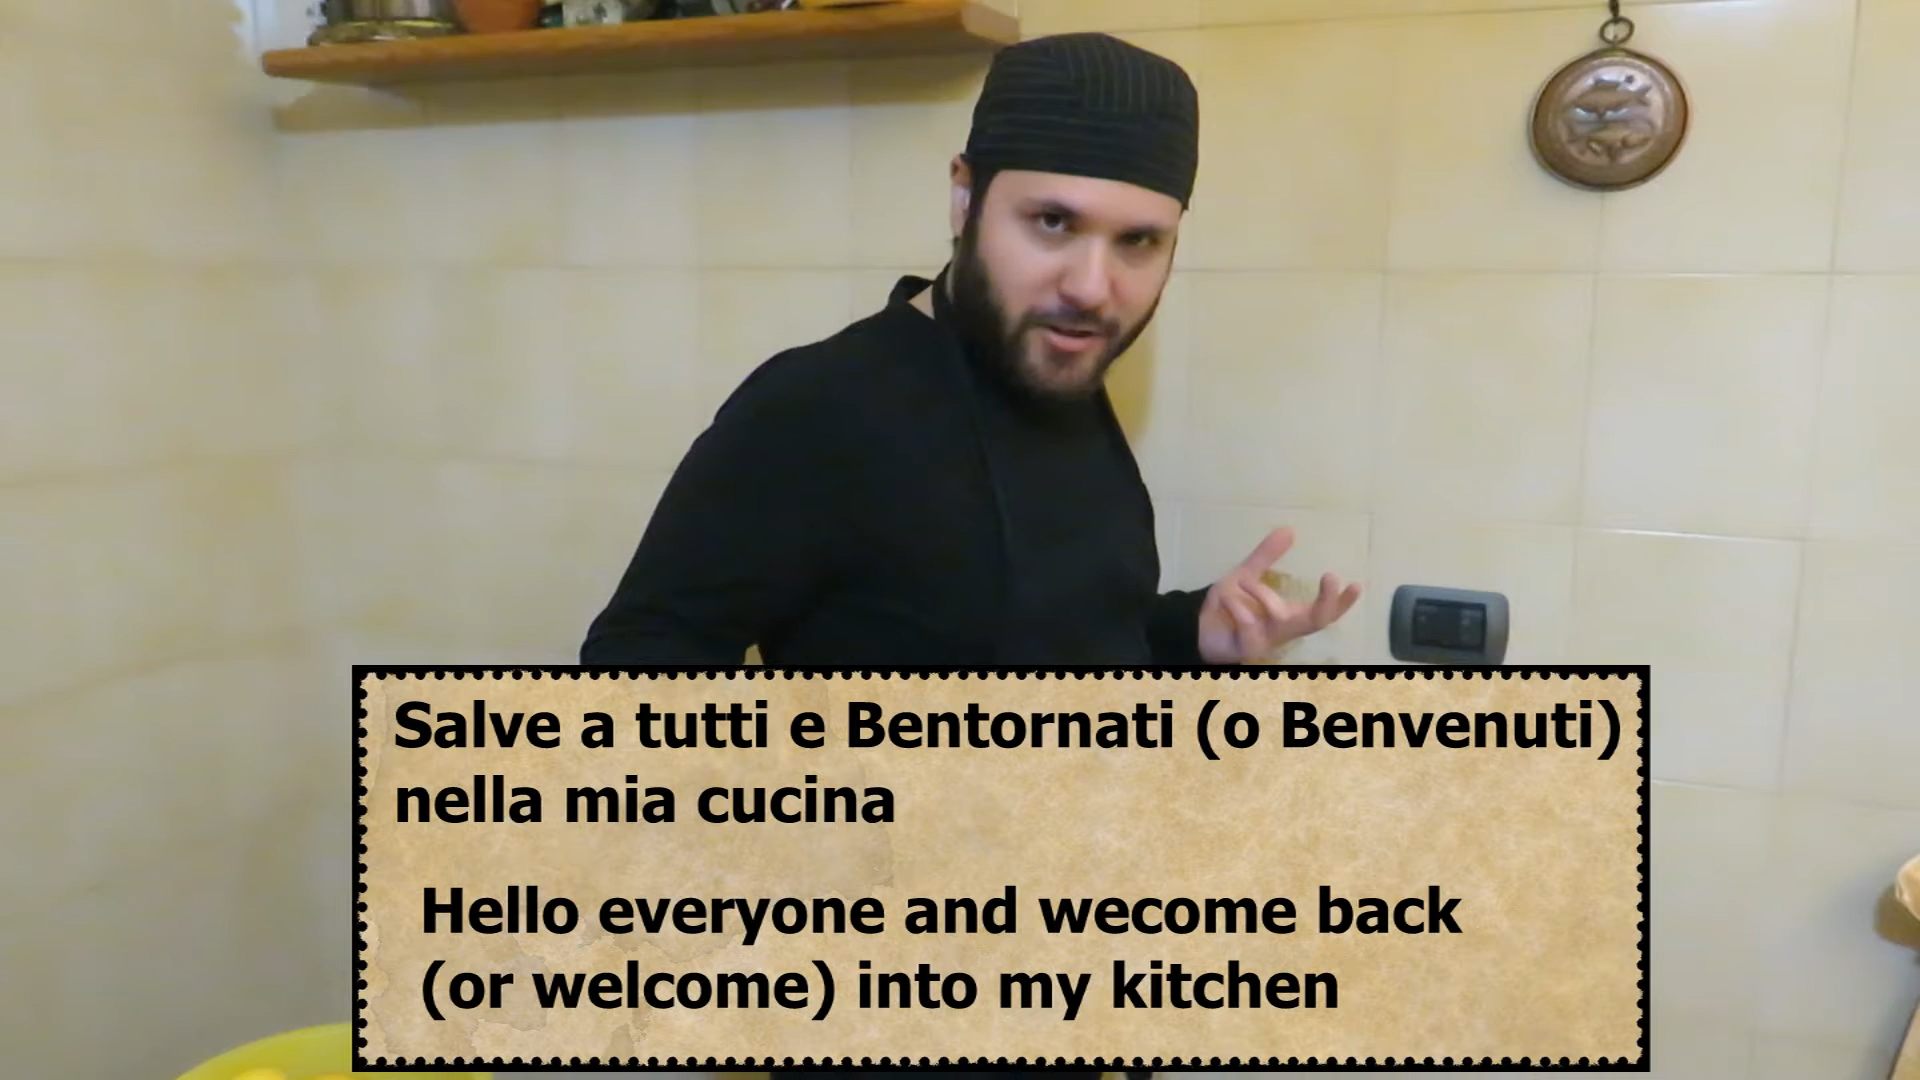 Salve a tutti e Bentornati (o Benvenuti)
nella mia cucina
Hello everyone and wecome back
(or welcome) into my kitchen